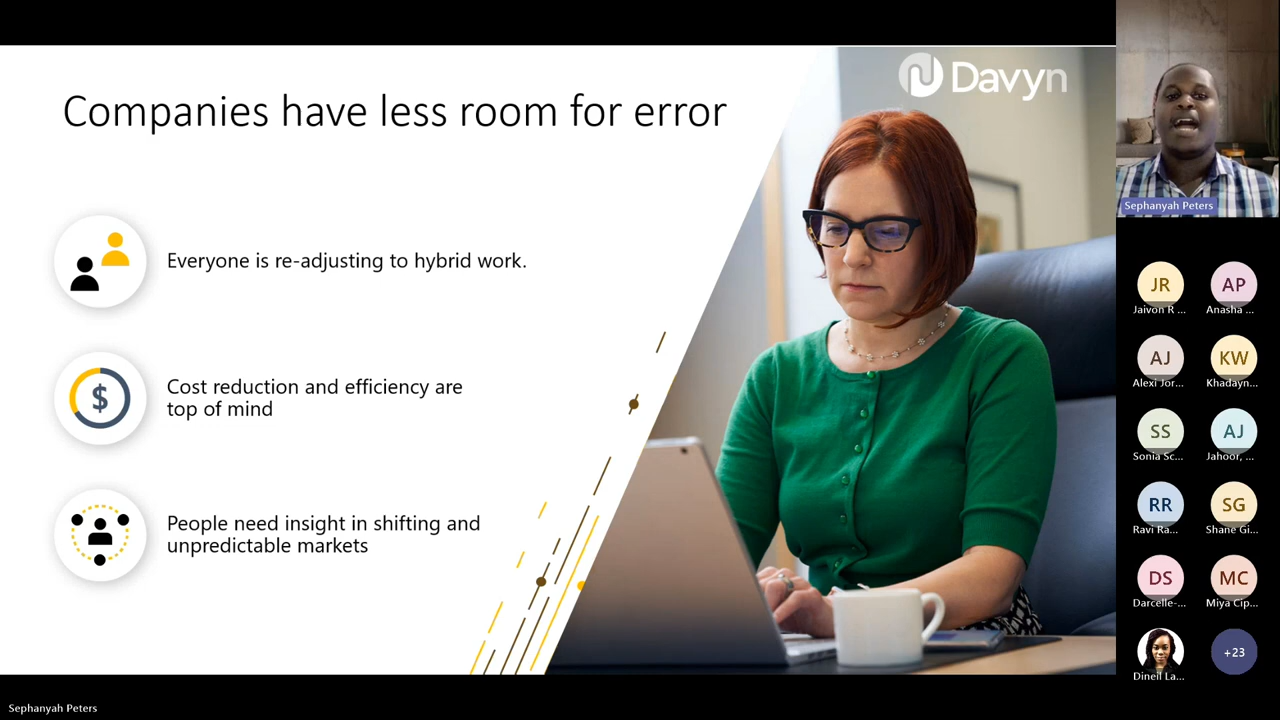 Davyn
Companies have less room for error
Everyone is re-adjusting to hybrid work.
$
Cost reduction and efficiency are
top of mind
People need insight in shifting and
unpredictable markets
Sephanyah Peters
JR
AP
Jaivon R ...
Anasha ...
AJ
KW
Alexi Jor...
Khadayn...
SS
AJ
Sonia Sc...
Jahoor, ...
RR
SG
Ravi Ra...
Shane Gi...
DS
MC
Darcelle-...
Miya Cip...
+23
Dineil La...
Sephanyah Peters